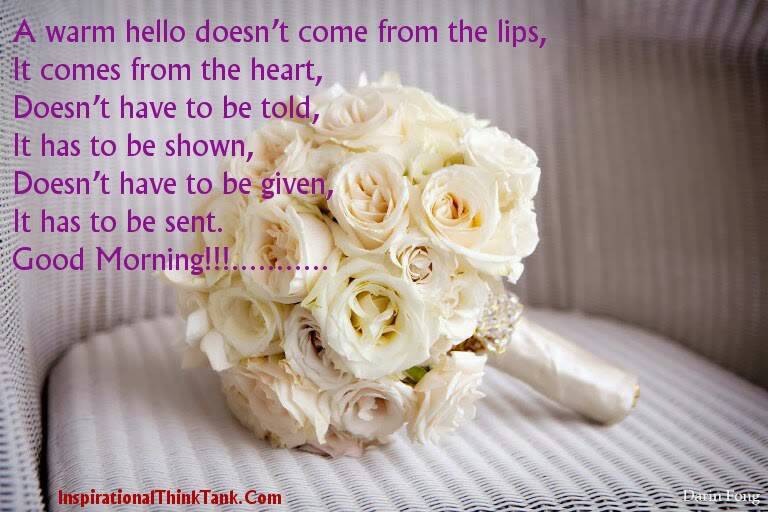 A warm hello doesn't come from the lips,
It comes from the heart,
Doesn't have to be told,
It has to be shown,
Doesn't have to be given,
It has to be sent.
Good Morning!!!...........
InspirationalThinkTank.Com
Darin Fong